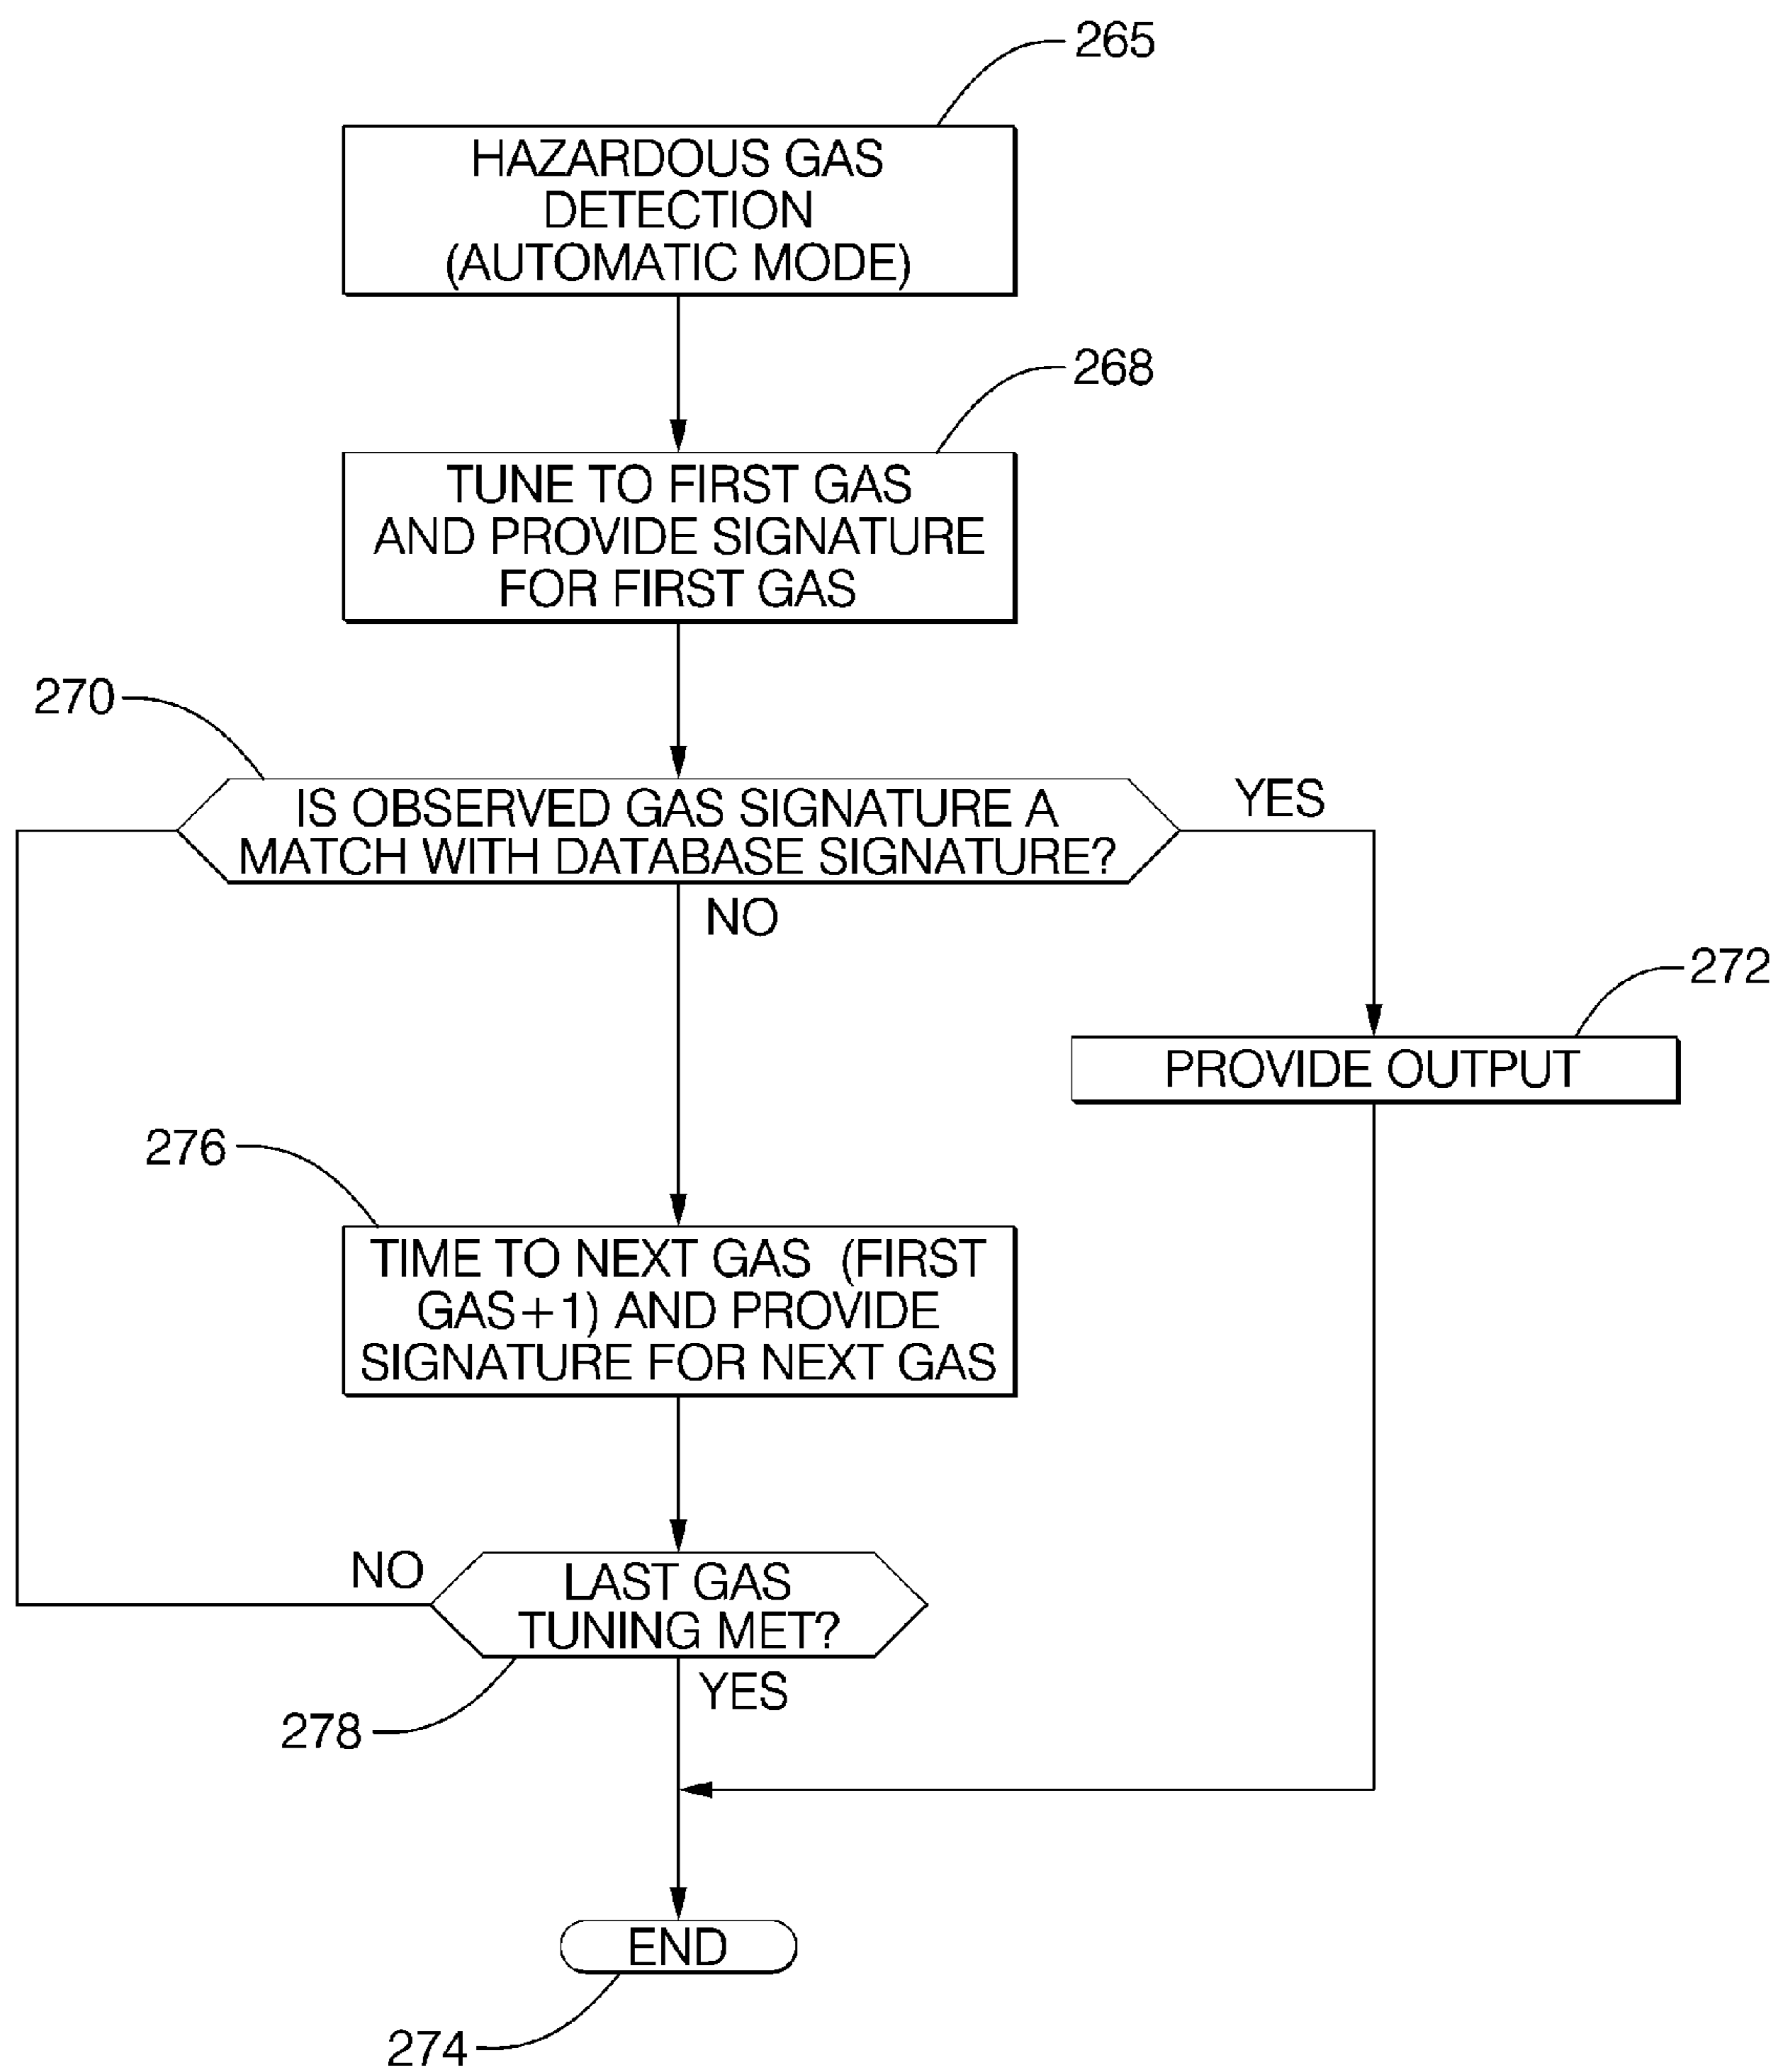 265
HAZARDOUS GAS
DETECTION
(AUTOMATIC MODE)
268
TUNE TO FIRST GAS
AND PROVIDE SIGNATURE
FOR FIRST GAS
270
IS OBSERVED GAS SIGNATURE A
MATCH WITH DATABASE SIGNATURE?
YES
NO
272
PROVIDE OUTPUT
276
TIME TO NEXT GAS (FIRST
GAS+1) AND PROVIDE
SIGNATURE FOR NEXT GAS
NO
LAST GAS
TUNING MET?
YES
278
END
274